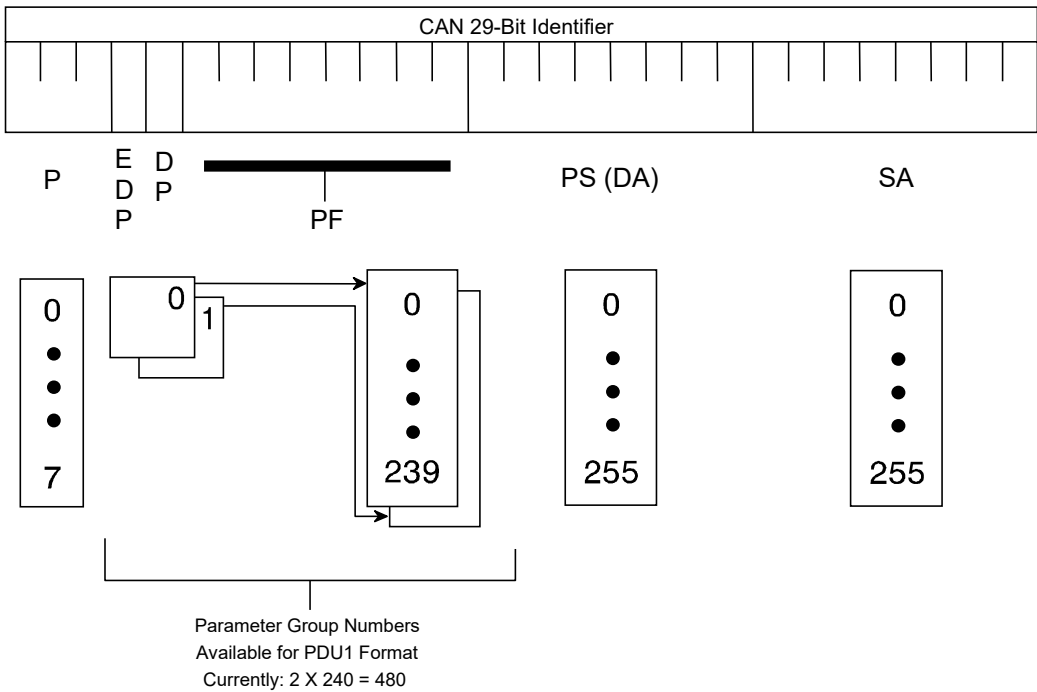 CAN 29-Bit Identifier
P
E
D
P
D
P
PF
PS (DA)
SA
0
7
0
1
0
239
0
255
0
255
Parameter Group Numbers
Available for PDU1 Format
Currently: 2 X 240 = 480